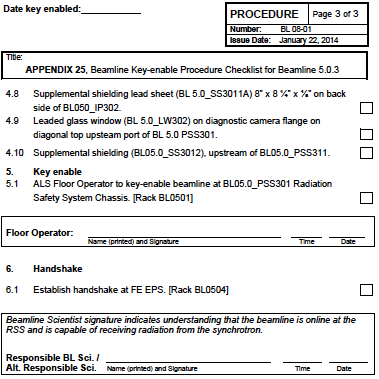 Date key enabled:____________
PROCEDURE Page 3 of 3
Number: BL 08-01
Issue Date: January 22, 2014
Title:
APPENDIX 25, Beamline Key-enable Procedure Checklist for Beamline 5.0.3
4.8 Supplemental shielding lead sheet (BL 5.0_SS3011A) 8" x 8 ¼" x ⅛" on back
side of BL050_IP302.
4.9 Leaded glass window (BL 5.0_LW302) on diagnostic camera flange on
diagonal top upsteam port of BL 5.0 PSS301.
4.10 Supplemental shielding (BL05.0_SS3012), upstream of BL05.0_PSS311.
5. Key enable
5.1 ALS Floor Operator to key-enable beamline at BL05.0_PSS301 Radiation
Safety System Chassis. [Rack BL0501]
Floor Operator:
Name (printed) and Signature Time Date
6. Handshake
6.1 Establish handshake at FE EPS. [Rack BL0504]
Beamline Scientist signature indicates understanding that the beamline is online at the
RSS and is capable of receiving radiation from the synchrotron.
Responsible BL Sci. /
Alt. Responsible Sci. Name (printed) and Signature Time Date